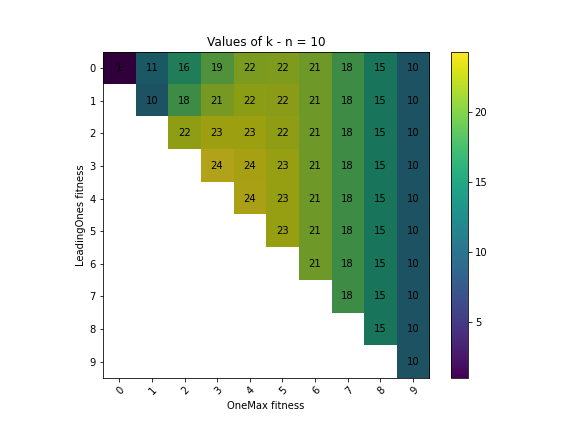 Values of k - n = 10
0 1 11 16 19 22 22 21 18 15 10
1 10 18 21 22 22 21 18 15 10
2 22 23 23 22 21 18 15 10
3 24 24 23 21 18 15 10
4 24 23 21 18 15 10
5 23 21 18 15 10
6 21 18 15 10
7 18 15 10
8 15 10
9 10
0 1 2 3 4 5 6 7 8 9
LeadingOnes fitness
OneMax fitness
20
15
10
5